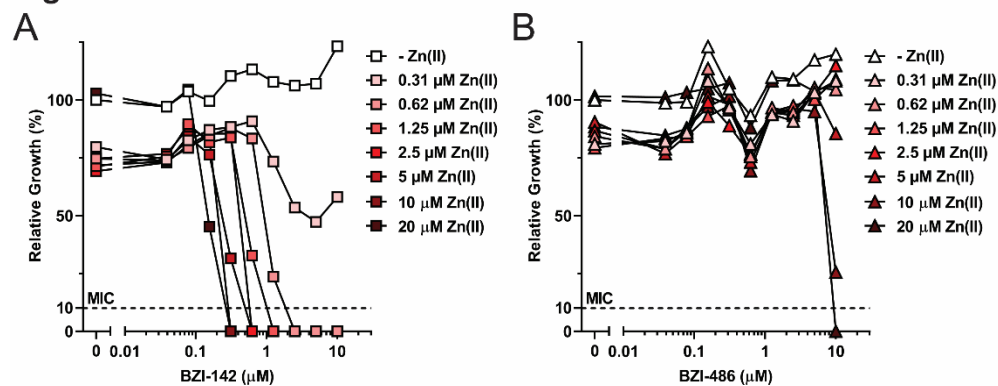 A
Relative Growth (%)
100
50
10
0
MIC
0
0.01
0.1
1
10
BZI-142 (µM)
- Zn(II)
0.31 µM Zn(II)
0.62 µM Zn(II)
1.25 µM Zn(II)
2.5 µM Zn(II)
5 µM Zn(II)
10 µM Zn(II)
20 µM Zn(II)
B
Relative Growth (%)
100
50
10
0
MIC
0
0.01
0.1
1
10
BZI-486 (µM)
- Zn(II)
0.31 µM Zn(II)
0.62 µM Zn(II)
1.25 µM Zn(II)
2.5 µM Zn(II)
5 µM Zn(II)
10 µM Zn(II)
20 µM Zn(II)